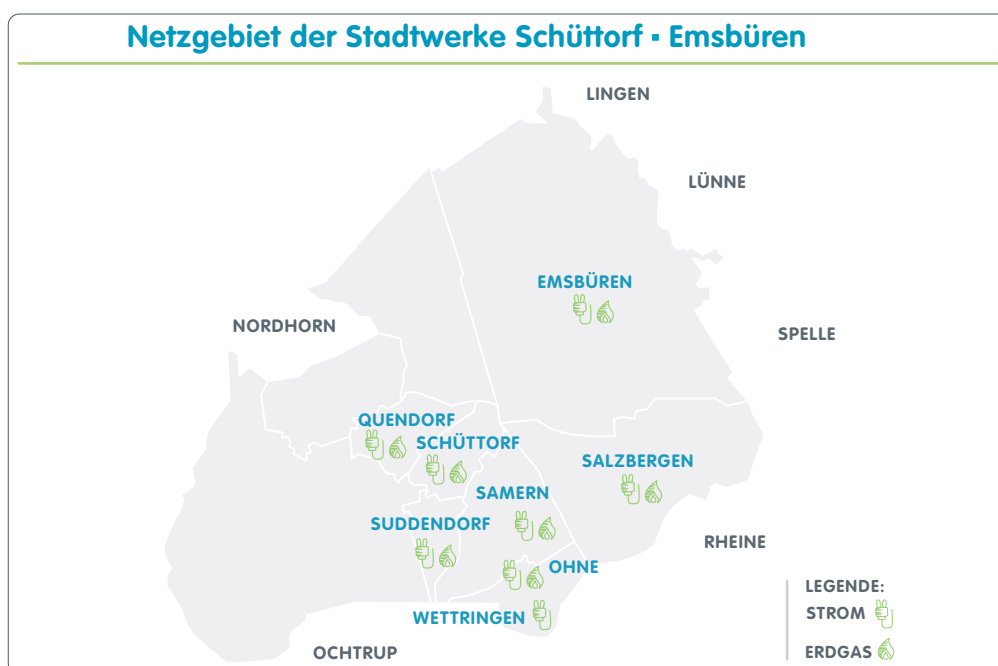 Netzgebiet der Stadtwerke Schüttorf ▪ Emsbüren
LINGEN
LÜNNE
EMSBÜREN
NORDHORN
SPELLE
QUENDORF
SCHÜTTORF
SALZBERGEN
SAMERN
SUDDENDORF
RHEINE
OHNE
LEGENDE:
STROM
WETTRINGEN
OCHTRUP
ERDGAS